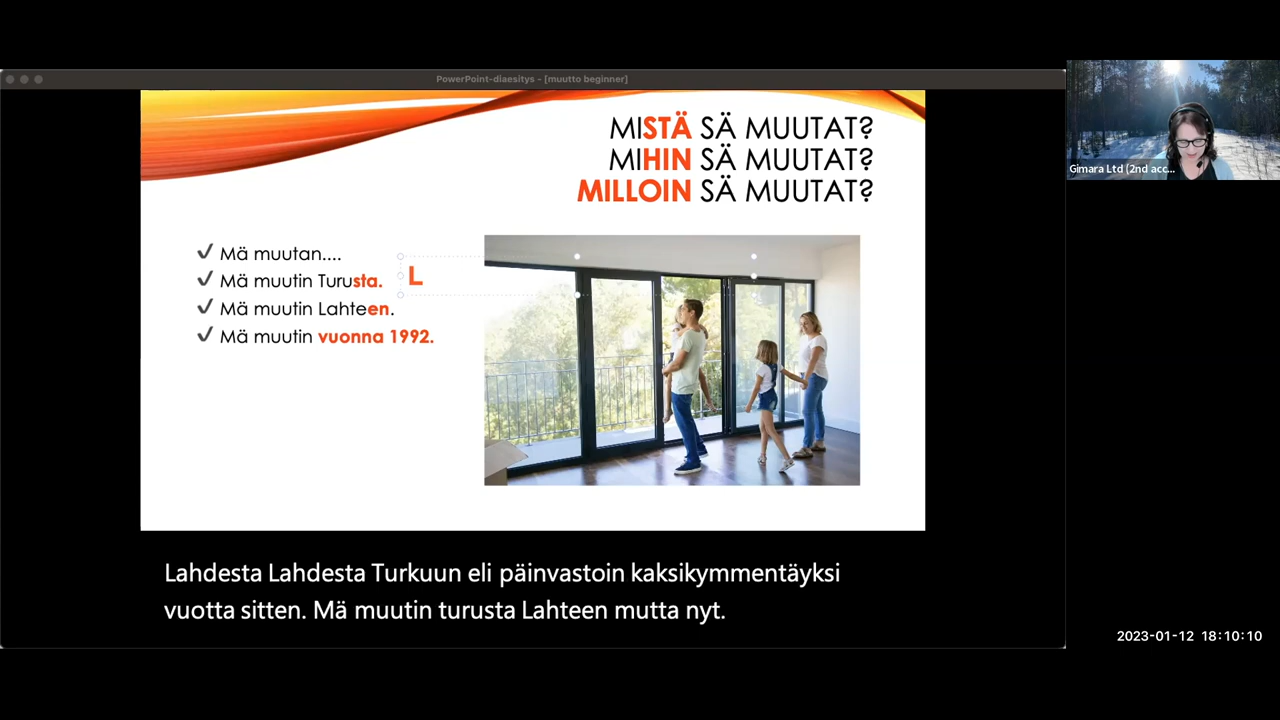 PowerPoint-diaesitys - [muutto beginner]
MISTÄ SÄ MUUTAT?
MIHIN SÄ MUUTAT?
MILLOIN SÄ MUUTAT?
Mä muutan....
Mä muutin Turusta.
L
Mä muutin Lahteen.
Mä muutin vuonna 1992.
Lahdesta Lahdesta Turkuun eli päinvastoin kaksikymmentäyksi
vuotta sitten. Mä muutin turusta Lahteen mutta nyt.
Gimara Ltd (2nd acc...
2023-01-12 18:10:10